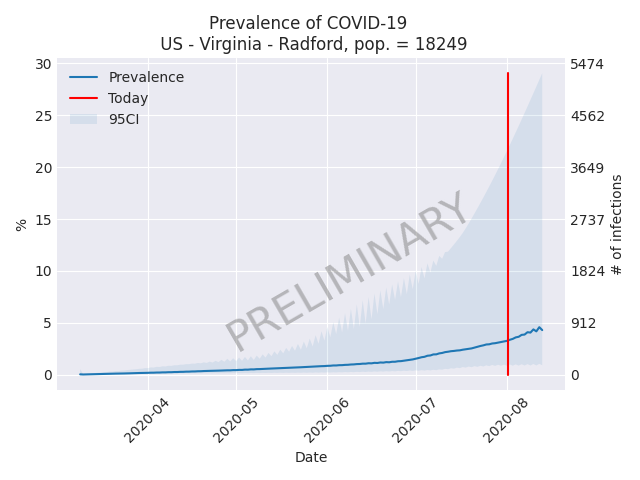 Prevalence of COVID-19
US - Virginia - Radford, pop. = 18249
Prevalence
Today
95CI
PRELIMINARY
30
25
20
15
10
5
0
%
5474
4562
3649
2737
1824
912
0
# of infections
2020-04
2020-05
2020-06
2020-07
2020-08
Date